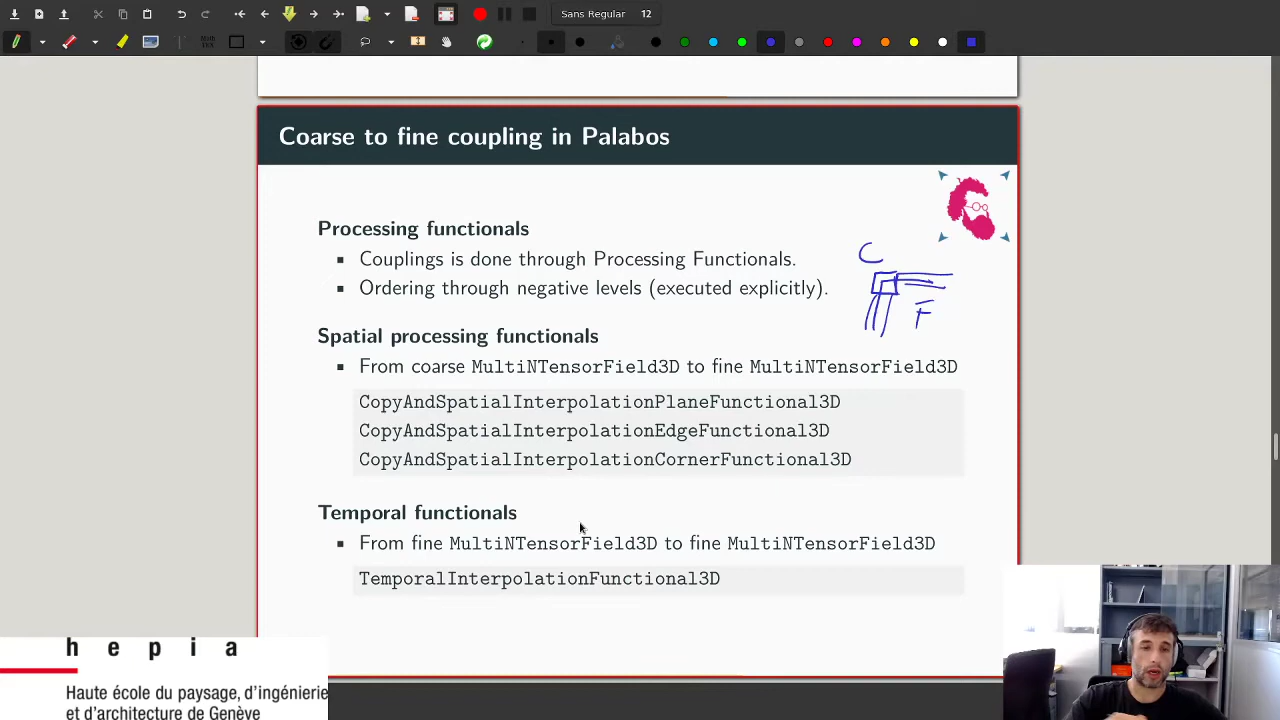 Sans Regular 12
Coarse to fine coupling in Palabos
Processing functionals
Couplings is done through Processing Functionals.
Ordering through negative levels (executed explicitly).
C
F
Spatial processing functionals
From coarse MultiNTensorField3D to fine MultiNTensorField3D
CopyAndSpatialInterpolationPlaneFunctional3D
CopyAndSpatialInterpolationEdgeFunctional3D
CopyAndSpatialInterpolationCornerFunctional3D
Temporal functionals
From fine MultiNTensorField3D to fine MultiNTensorField3D
TemporalInterpolationFunctional3D
h e p i a
Haute école du paysage, d'ingénierie
et d'architecture de Genève